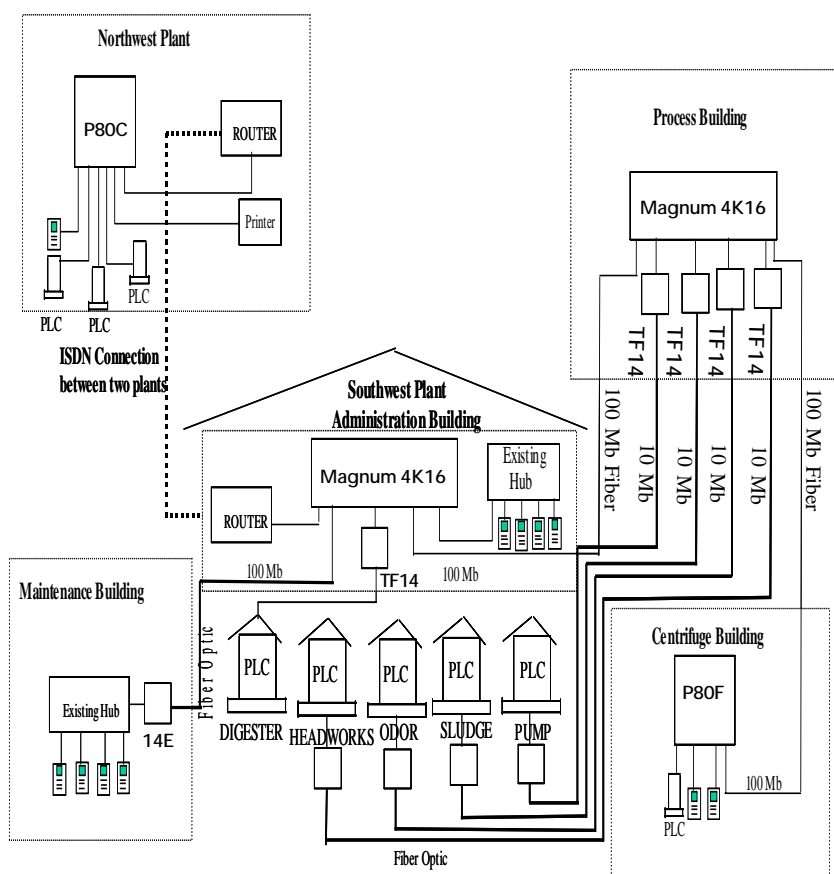 Northwest Plant
P80C
ROUTER
Printer
PLC
PLC
PLC
ISDN Connection
between two plants
Process Building
Magnum 4K16
TF14
TF14
TF14
TF14
100 Mb Fiber
10 Mb
10 Mb
10 Mb
10 Mb
100 Mb Fiber
Southwest Plant
Administration Building
Magnum 4K16
Existing
Hub
ROUTER
100 Mb
TF14
100 Mb
Maintenance Building
Existing Hub
14E
Fiber Optic
PLC
PLC
PLC
PLC
PLC
DIGESTER
HEADWORKS
ODOR
SLUDGE
PUMP
Fiber Optic
Centrifuge Building
P80F
PLC
100 Mb